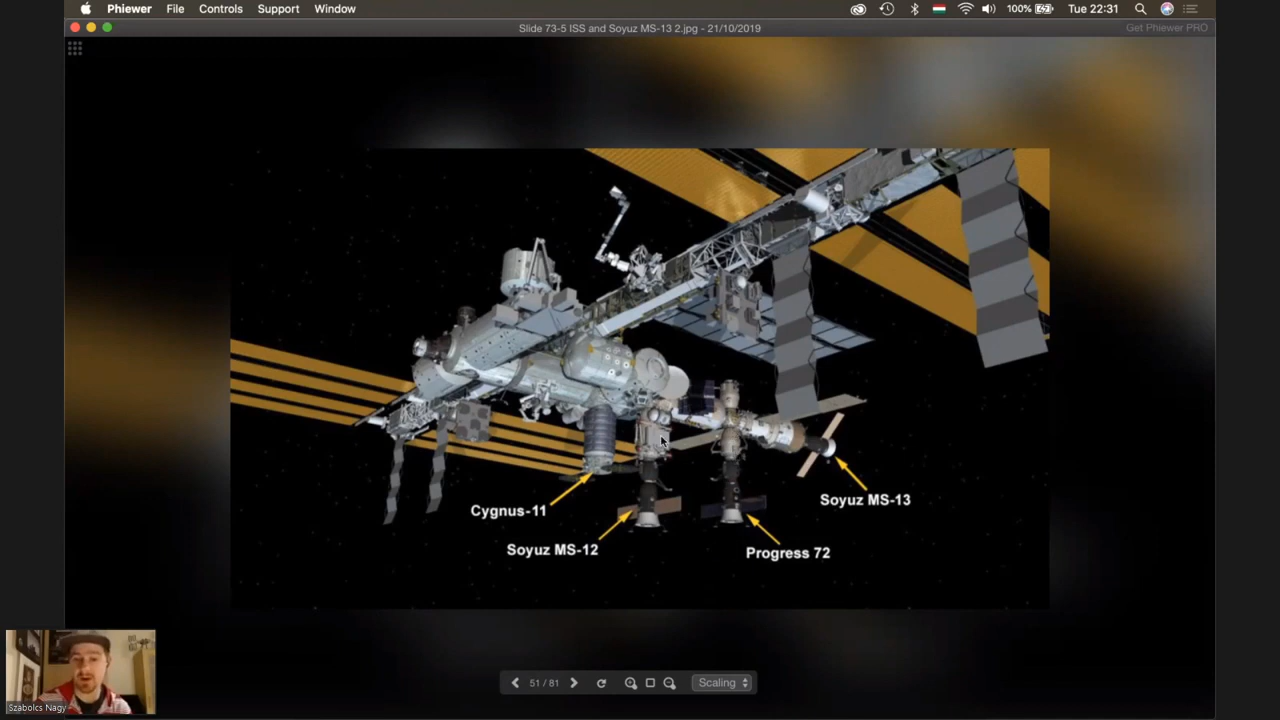 Phiewer File Controls Support Window 100% Tue 22:31
Slide 73-5 ISS and Soyuz MS-13 2.jpg - 21/10/2019
Get Phiewer PRO
Soyuz MS-13
Cygnus-11
Soyuz MS-12
Progress 72
51 / 81 Scaling
Szabolcs Nagy